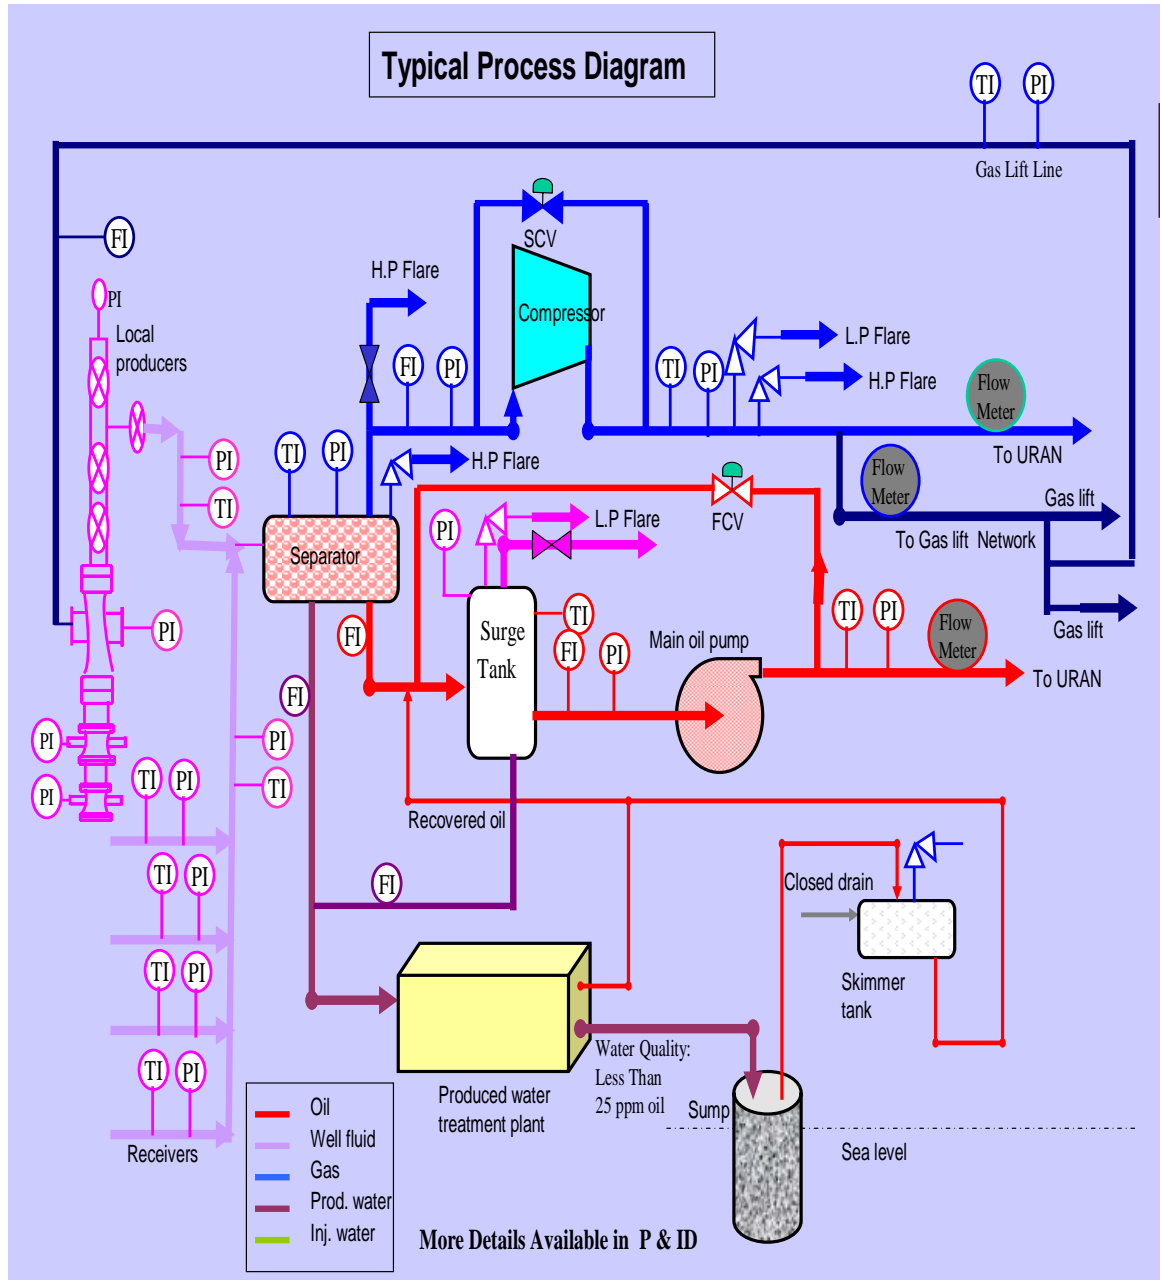 Typical Process Diagram
TI
PI
Gas Lift Line
FI
SCV
H.P Flare
PI
Local
producers
Compressor
L.P Flare
H.P Flare
FI
PI
TI
PI
Flow
Meter
To URAN
PI
TI
TI
PI
H.P Flare
Flow
Meter
Gas lift
FCV
PI
L.P Flare
To Gas lift Network
Separator
Gas lift
PI
FI
Surge
Tank
TI
FI
PI
Main oil pump
TI
PI
Flow
Meter
To URAN
FI
PI
PI
TI
PI
TI
PI
Recovered oil
TI
PI
FI
Closed drain
TI
PI
Skimmer
tank
TI
PI
Water Quality:
Less Than
25 ppm oil
Produced water
treatment plant
Sump
Sea level
Receivers
Oil
Well fluid
Gas
Prod. water
Inj. water
More Details Available in P & ID